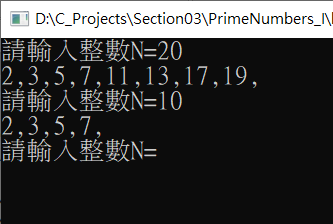 D:\C_Projects\Section03\PrimeNumbers_I\
請輸入整數N=20
2,3,5,7,11,13,17,19,
請輸入整數N=10
2,3,5,7,
請輸入整數N=